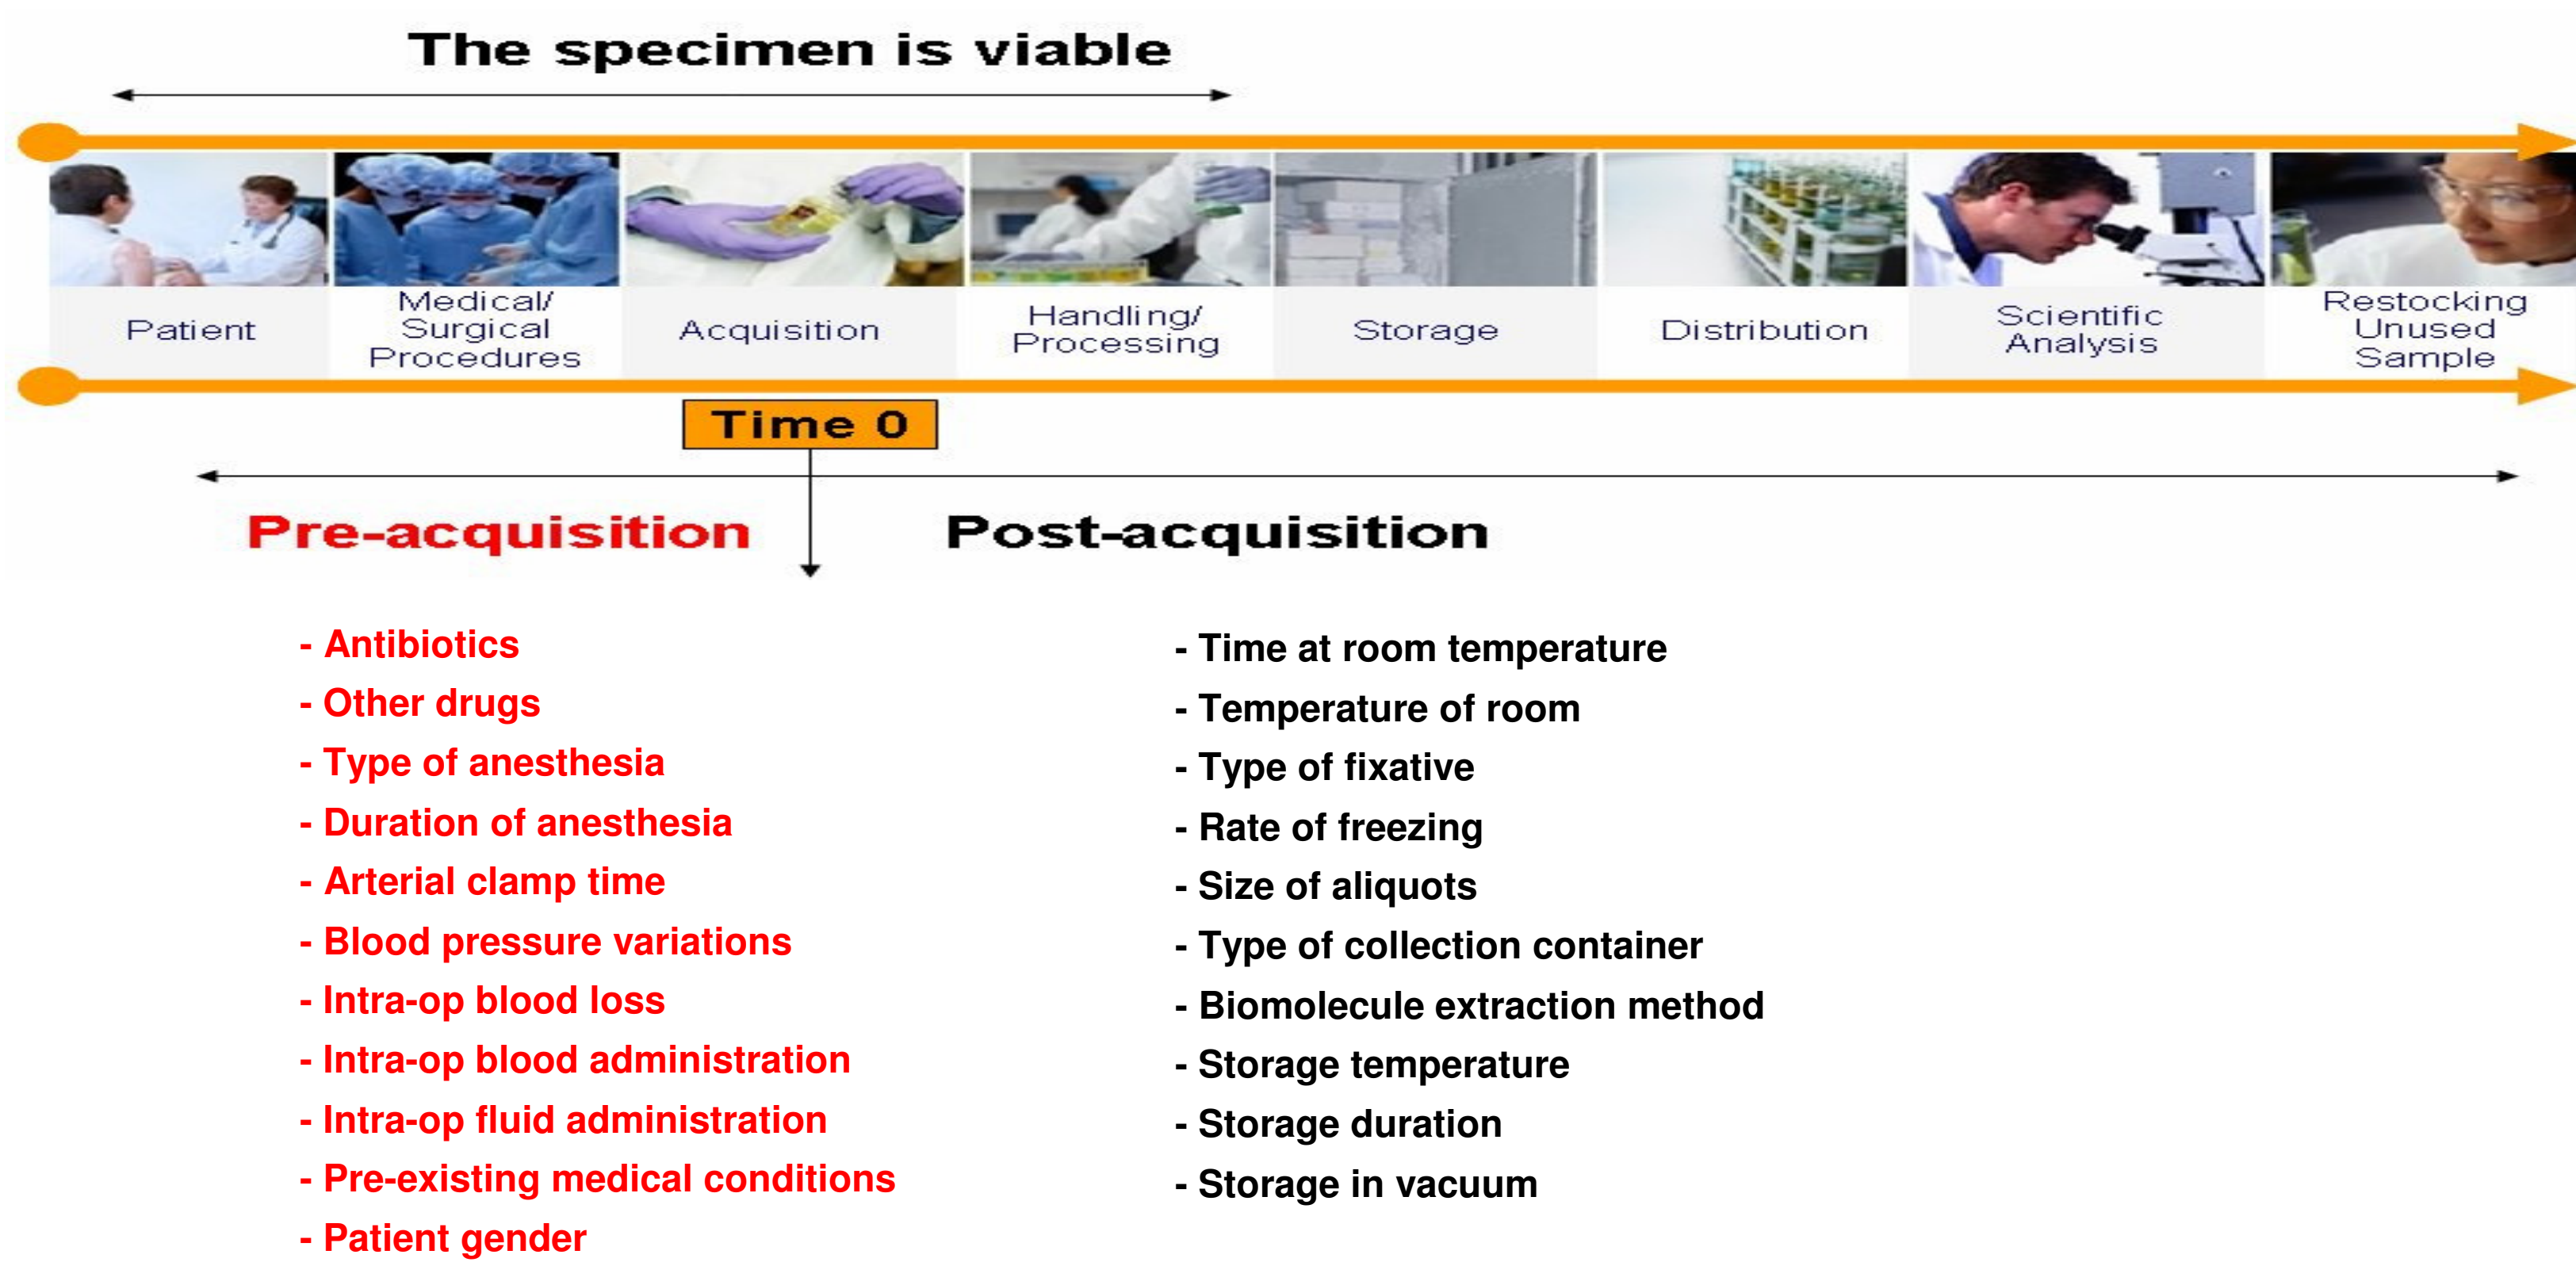 The specimen is viable
Patient
Medical/
Surgical
Procedures
Acquisition
Handling/
Processing
Storage
Distribution
Scientific
Analysis
Restocking
Unused
Sample
Time 0
Pre-acquisition
Post-acquisition
- Antibiotics
- Other drugs
- Type of anesthesia
- Duration of anesthesia
- Arterial clamp time
- Blood pressure variations
- Intra-op blood loss
- Intra-op blood administration
- Intra-op fluid administration
- Pre-existing medical conditions
- Patient gender
- Time at room temperature
- Temperature of room
- Type of fixative
- Rate of freezing
- Size of aliquots
- Type of collection container
- Biomolecule extraction method
- Storage temperature
- Storage duration
- Storage in vacuum